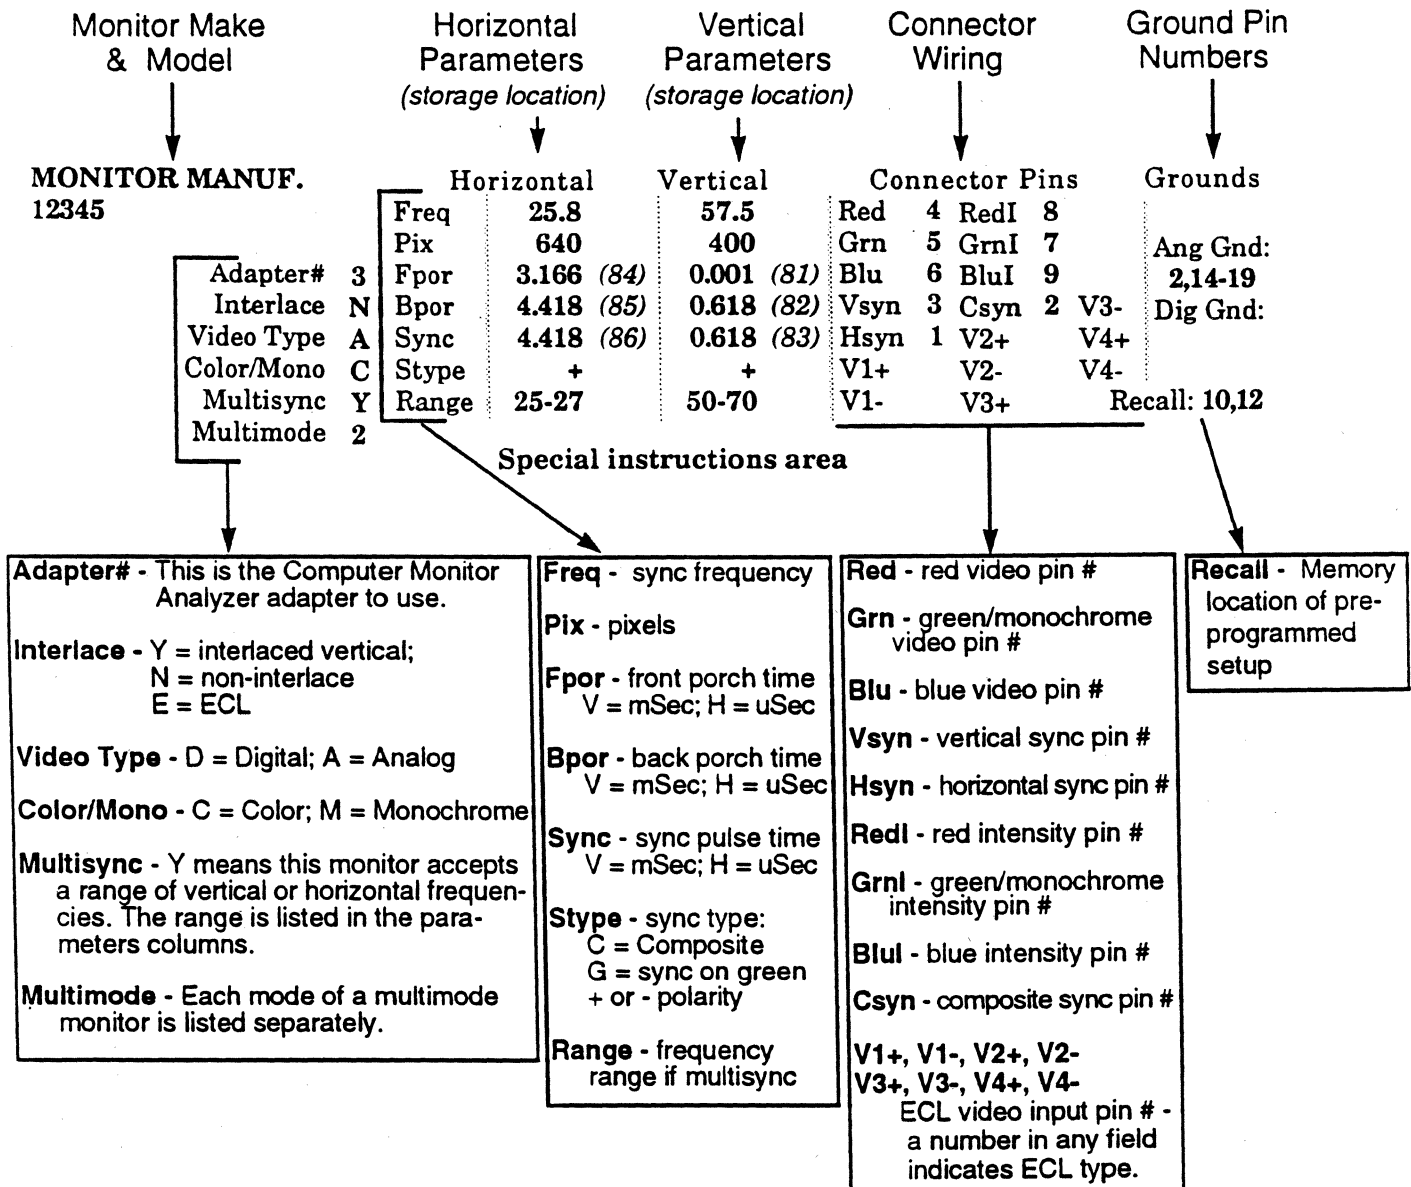 Monitor Make
& Model
Horizontal
Parameters
(storage location)
Vertical
Parameters
(storage location)
Connector
Wiring
Ground Pin
Numbers
MONITOR MANUF.
12345
Adapter# 3
Interlace N
Video Type A
Color/Mono C
Multisync Y
Multimode 2
Horizontal Vertical Connector Pins Grounds
Freq 25.8 57.5 Red 4 RedI 8
Pix 640 400 Grn 5 GrnI 7 Ang Gnd:
Fpor 3.166 (84) 0.001 (81) Blu 6 BluI 9 2,14-19
Bpor 4.418 (85) 0.618 (82) Vsyn 3 Csyn 2 V3- Dig Gnd:
Sync 4.418 (86) 0.618 (83) Hsyn 1 V2+ V4+
Stype + + V1+ V2- V4-
Range 25-27 50-70 V1- V3+ Recall: 10,12
Special instructions area
Adapter# - This is the Computer Monitor
Analyzer adapter to use.
Interlace - Y = interlaced vertical;
N = non-interlace
E = ECL
Video Type - D = Digital; A = Analog
Color/Mono - C = Color; M = Monochrome
Multisync - Y means this monitor accepts
a range of vertical or horizontal frequen-
cies. The range is listed in the para-
meters columns.
Multimode - Each mode of a multimode
monitor is listed separately.
Freq - sync frequency
Pix - pixels
Fpor - front porch time
V = mSec; H = uSec
Bpor - back porch time
V = mSec; H = uSec
Sync - sync pulse time
V = mSec; H = uSec
Stype - sync type:
C = Composite
G = sync on green
+ or - polarity
Range - frequency
range if multisync
Red - red video pin #
Grn - green/monochrome
video pin #
Blu - blue video pin #
Vsyn - vertical sync pin #
Hsyn - horizontal sync pin #
RedI - red intensity pin #
GrnI - green/monochrome
intensity pin #
BluI - blue intensity pin #
Csyn - composite sync pin #
V1+, V1-, V2+, V2-
V3+, V3-, V4+, V4-
ECL video input pin # -
a number in any field
indicates ECL type.
Recall - Memory
location of pre-
programmed
setup